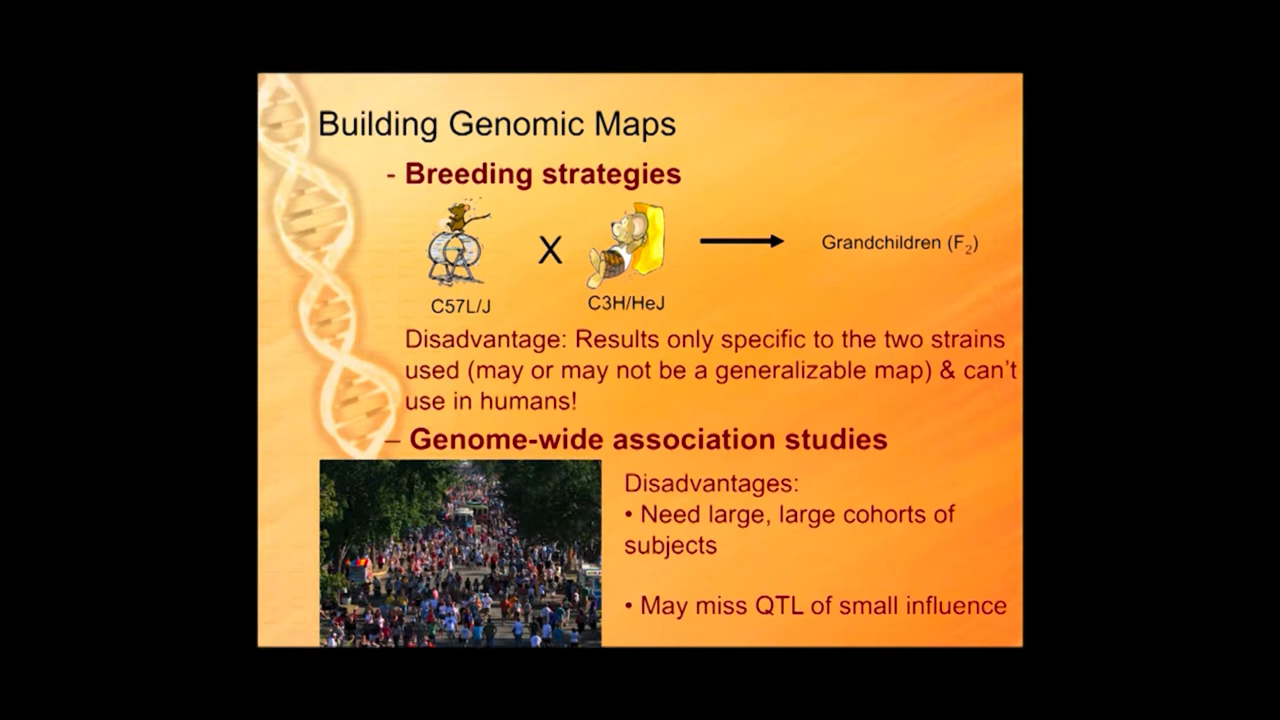 Building Genomic Maps
- Breeding strategies
X
Grandchildren (F₂)
C57L/J
C3H/HeJ
Disadvantage: Results only specific to the two strains
used (may or may not be a generalizable map) & can't
use in humans!
– Genome-wide association studies
Disadvantages:
• Need large, large cohorts of
subjects
• May miss QTL of small influence